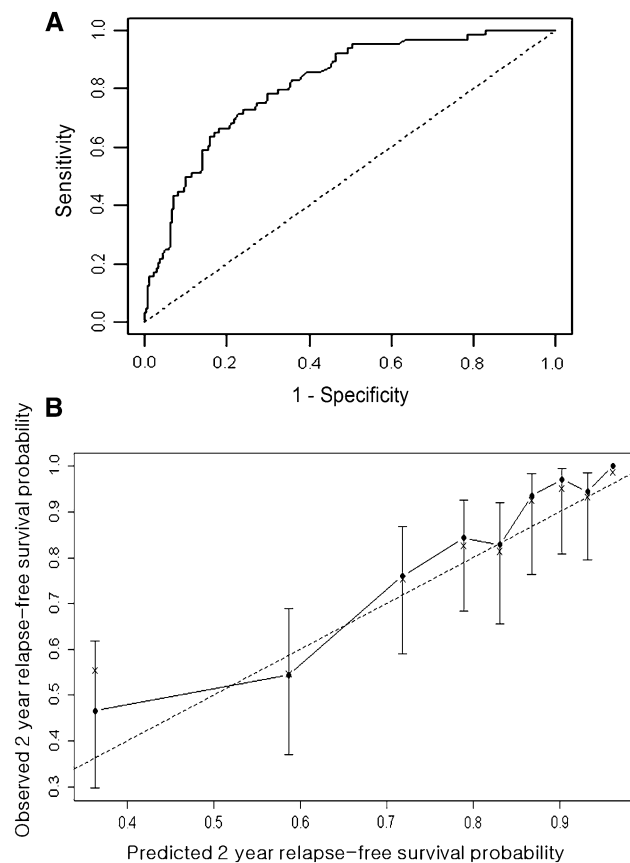 A
Sensitivity
1.0
0.8
0.6
0.4
0.2
0.0
0.0 0.2 0.4 0.6 0.8 1.0
1 - Specificity
B
Observed 2 year relapse-free survival probability
1.0
0.9
0.8
0.7
0.6
0.5
0.4
0.3
0.4 0.5 0.6 0.7 0.8 0.9
Predicted 2 year relapse-free survival probability